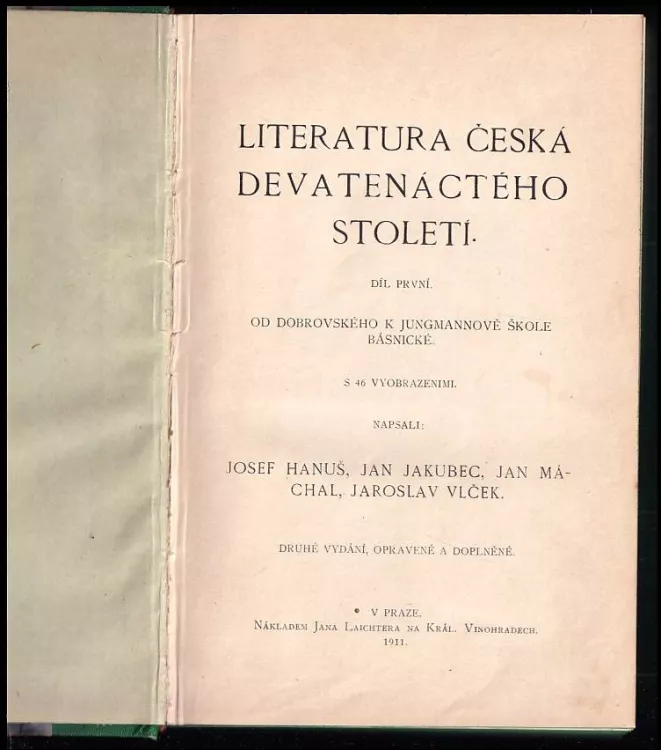 LITERATURA ČESKÁ
DEVATENÁCTÉHO
STOLETÍ.
DÍL PRVNÍ.
OD DOBROVSKÉHO K JUNGMANNOVĚ ŠKOLE
BÁSNICKÉ.
S 46 VYOBRAZENIMI.
NAPSALI:
JOSEF HANUŠ, JAN JAKUBEC, JAN MÁ-
CHAL, JAROSLAV VLČEK.
DRUHÉ VYDÁNÍ, OPRAVENÉ A DOPLNĚNÉ.
V PRAZE.
NÁKLADEM JANA LAICHTERA NA KRÁL. VINOHRADECH.
1911.